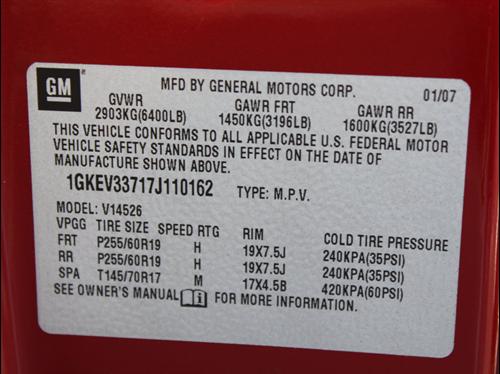 GM
MFD BY GENERAL MOTORS CORP. 01/07
GVWR GAWR FRT GAWR RR
2903KG(6400LB) 1450KG(3196LB) 1600KG(3527LB)
THIS VEHICLE CONFORMS TO ALL APPLICABLE U.S. FEDERAL MOTOR
VEHICLE SAFETY STANDARDS IN EFFECT ON THE DATE OF
MANUFACTURE SHOWN ABOVE.
1GKEV33717J110162 TYPE: M.P.V.
MODEL: V14526
VPGG TIRE SIZE SPEED RTG RIM COLD TIRE PRESSURE
FRT P255/60R19 H 19X7.5J 240KPA(35PSI)
RR P255/60R19 H 19X7.5J 240KPA(35PSI)
SPA T145/70R17 M 17X4.5B 420KPA(60PSI)
SEE OWNER'S MANUAL FOR MORE INFORMATION.